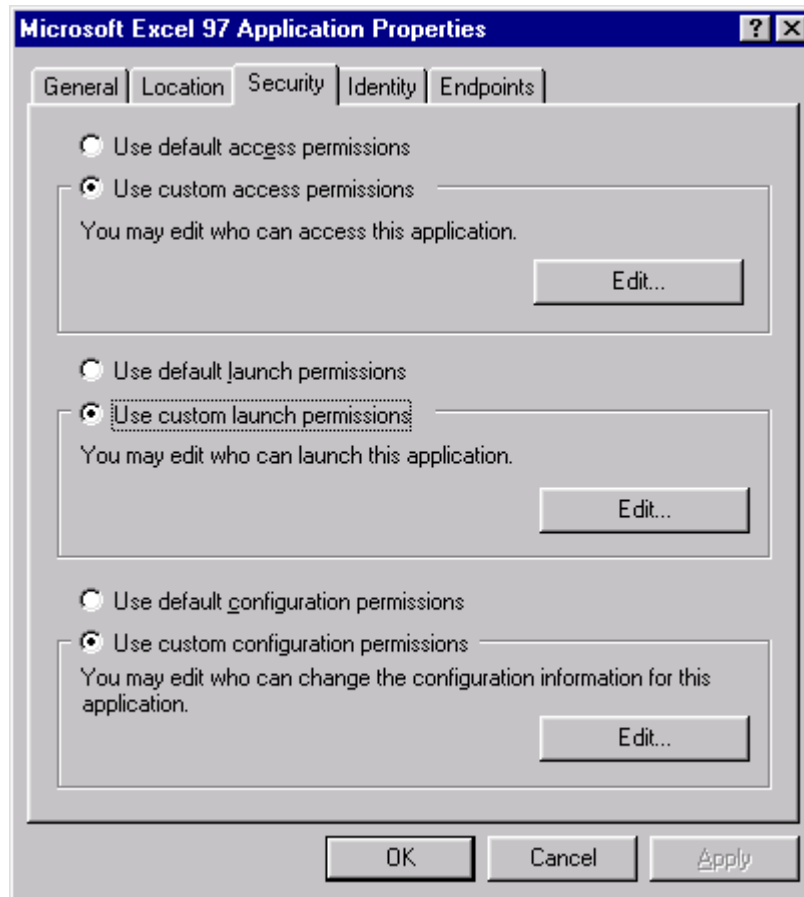 Microsoft Excel 97 Application Properties ?
General Location Security Identity Endpoints
Use default access permissions
Use custom access permissions
You may edit who can access this application.
Edit...
Use default launch permissions
Use custom launch permissions
You may edit who can launch this application.
Edit...
Use default configuration permissions
Use custom configuration permissions
You may edit who can change the configuration information for this
application.
Edit...
OK Cancel Apply